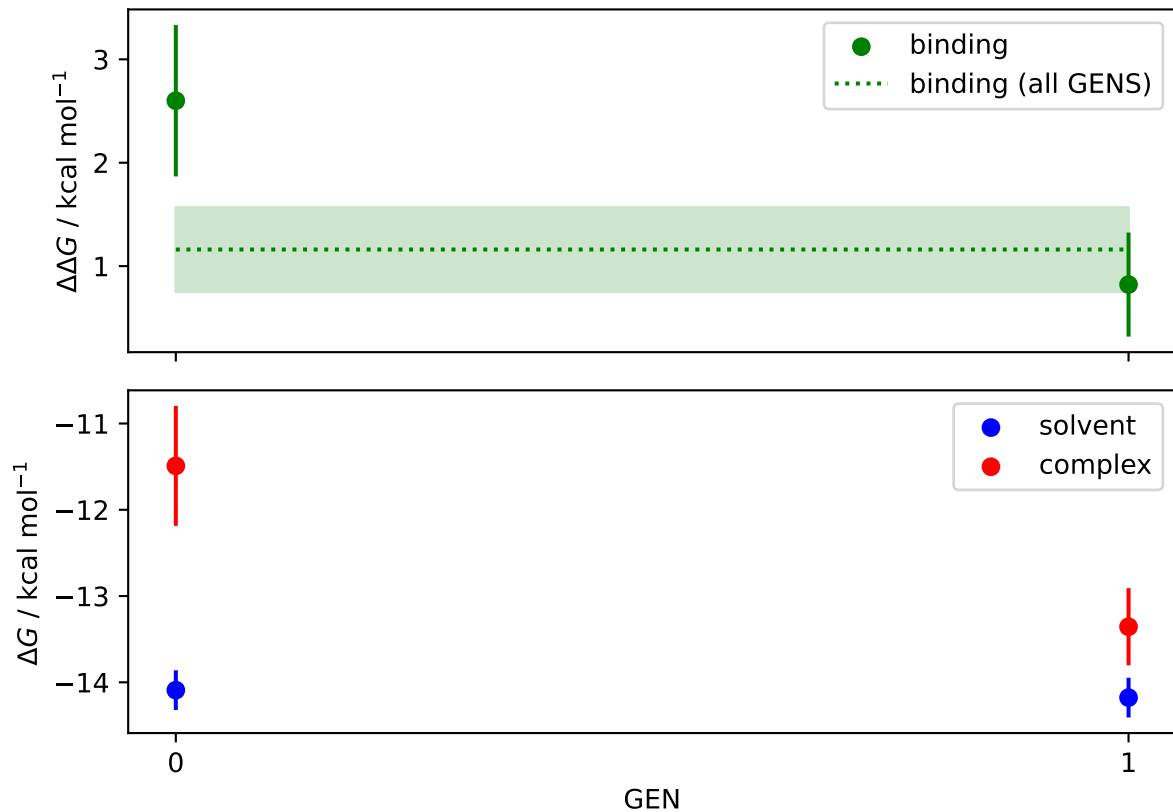 3
2
1
ΔΔG / kcal mol⁻¹
binding
binding (all GENS)
−11
−12
−13
−14
ΔG / kcal mol⁻¹
solvent
complex
0
1
GEN